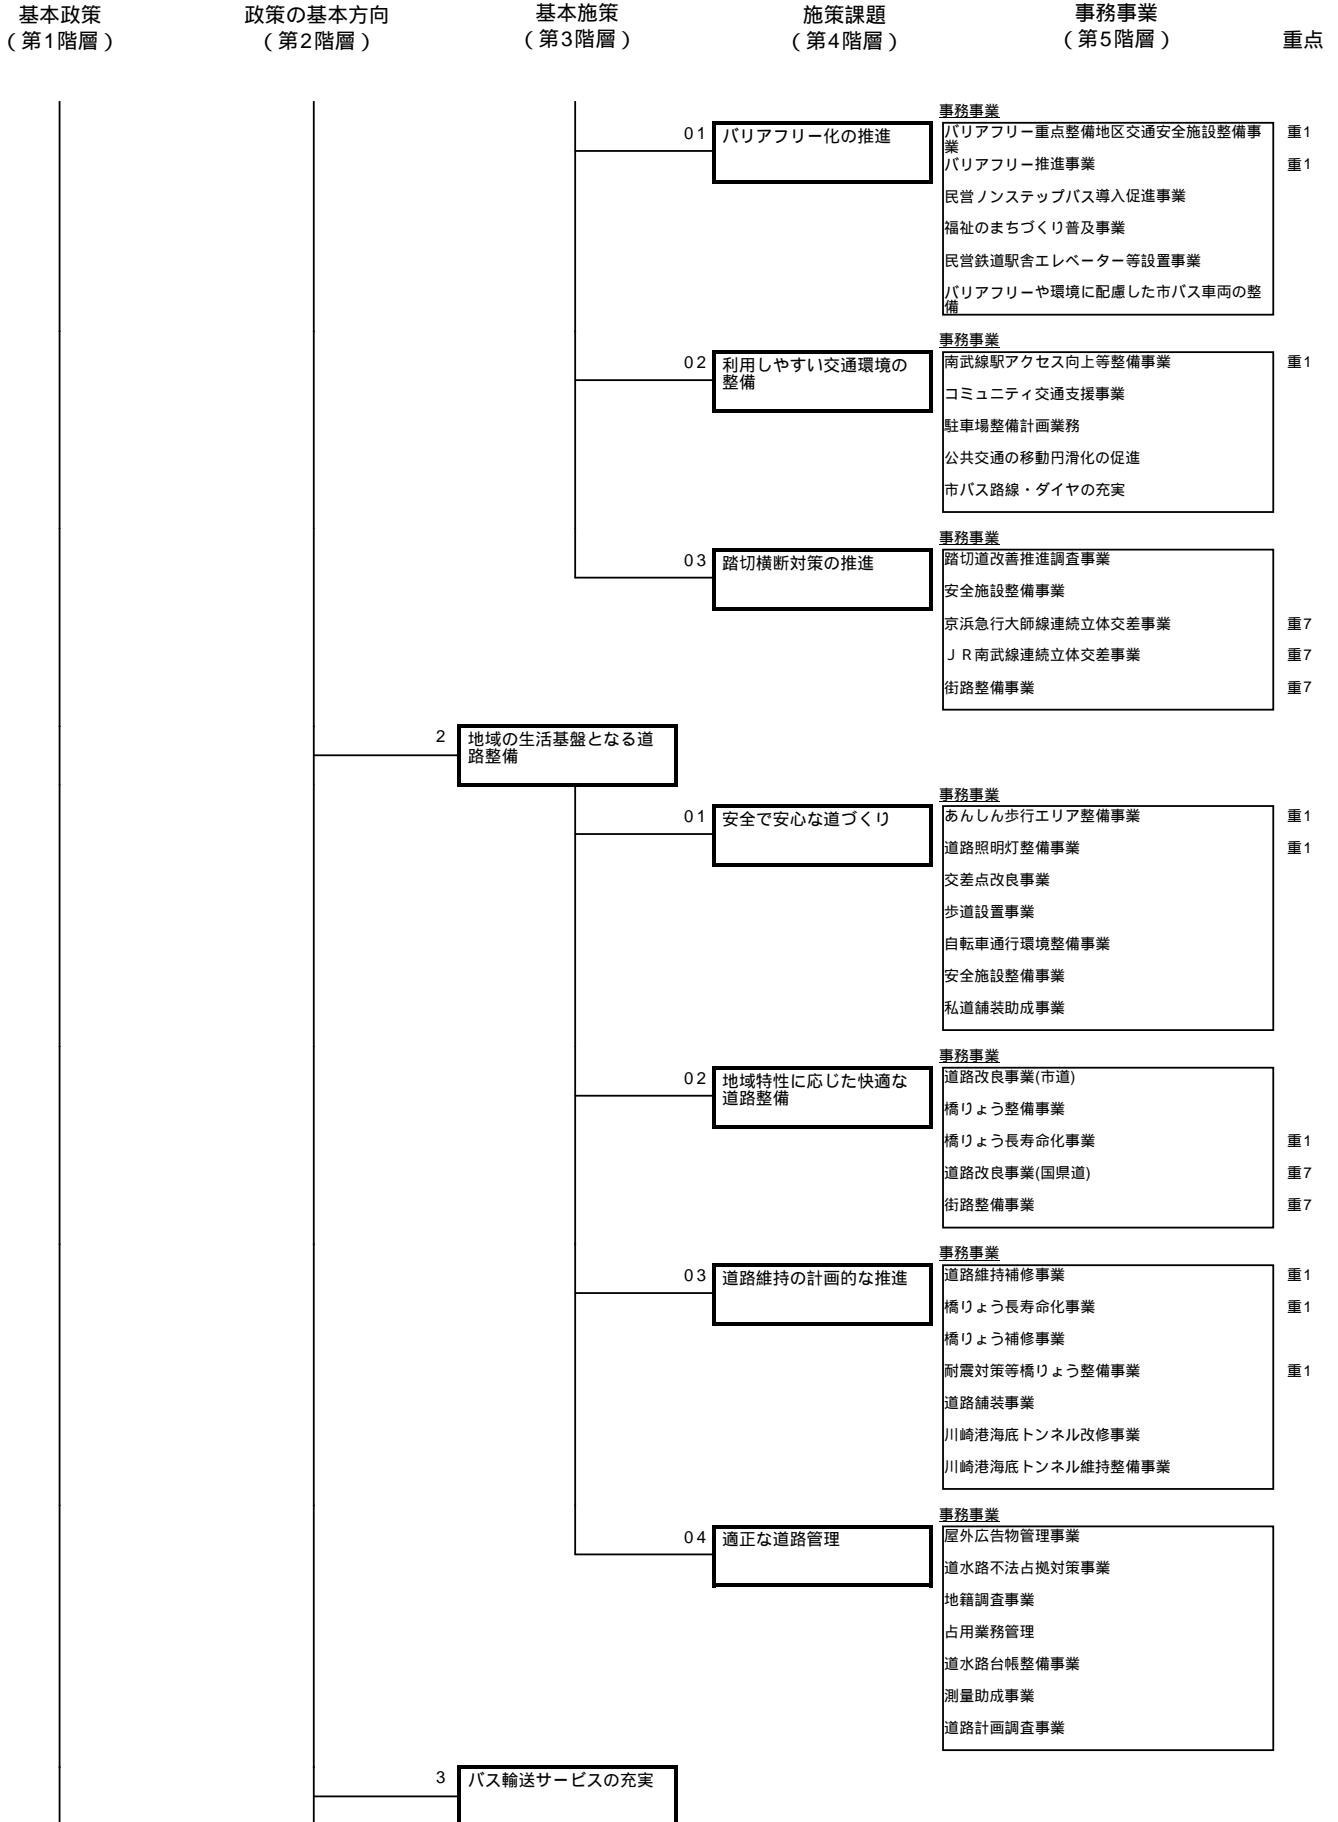 基本政策
（第1階層）
政策の基本方向
（第2階層）
基本施策
（第3階層）
施策課題
（第4階層）
事務事業
（第5階層）
重点
事務事業
01 バリアフリー化の推進
バリアフリー重点整備地区交通安全施設整備事
業
重1
バリアフリー推進事業 重1
民営ノンステップバス導入促進事業
福祉のまちづくり普及事業
民営鉄道駅舎エレベーター等設置事業
バリアフリーや環境に配慮した市バス車両の整
備
事務事業
02 利用しやすい交通環境の
整備
南武線駅アクセス向上等整備事業 重1
コミュニティ交通支援事業
駐車場整備計画業務
公共交通の移動円滑化の促進
市バス路線・ダイヤの充実
事務事業
03 踏切横断対策の推進
踏切道改善推進調査事業
安全施設整備事業
京浜急行大師線連続立体交差事業 重7
ＪＲ南武線連続立体交差事業 重7
街路整備事業 重7
2 地域の生活基盤となる道
路整備
事務事業
01 安全で安心な道づくり
あんしん歩行エリア整備事業 重1
道路照明灯整備事業 重1
交差点改良事業
歩道設置事業
自転車通行環境整備事業
安全施設整備事業
私道舗装助成事業
事務事業
02 地域特性に応じた快適な
道路整備
道路改良事業(市道)
橋りょう整備事業
橋りょう長寿命化事業 重1
道路改良事業(国県道) 重7
街路整備事業 重7
事務事業
03 道路維持の計画的な推進
道路維持補修事業 重1
橋りょう長寿命化事業 重1
橋りょう補修事業
耐震対策等橋りょう整備事業 重1
道路舗装事業
川崎港海底トンネル改修事業
川崎港海底トンネル維持整備事業
事務事業
04 適正な道路管理
屋外広告物管理事業
道水路不法占拠対策事業
地籍調査事業
占用業務管理
道水路台帳整備事業
測量助成事業
道路計画調査事業
3 バス輸送サービスの充実